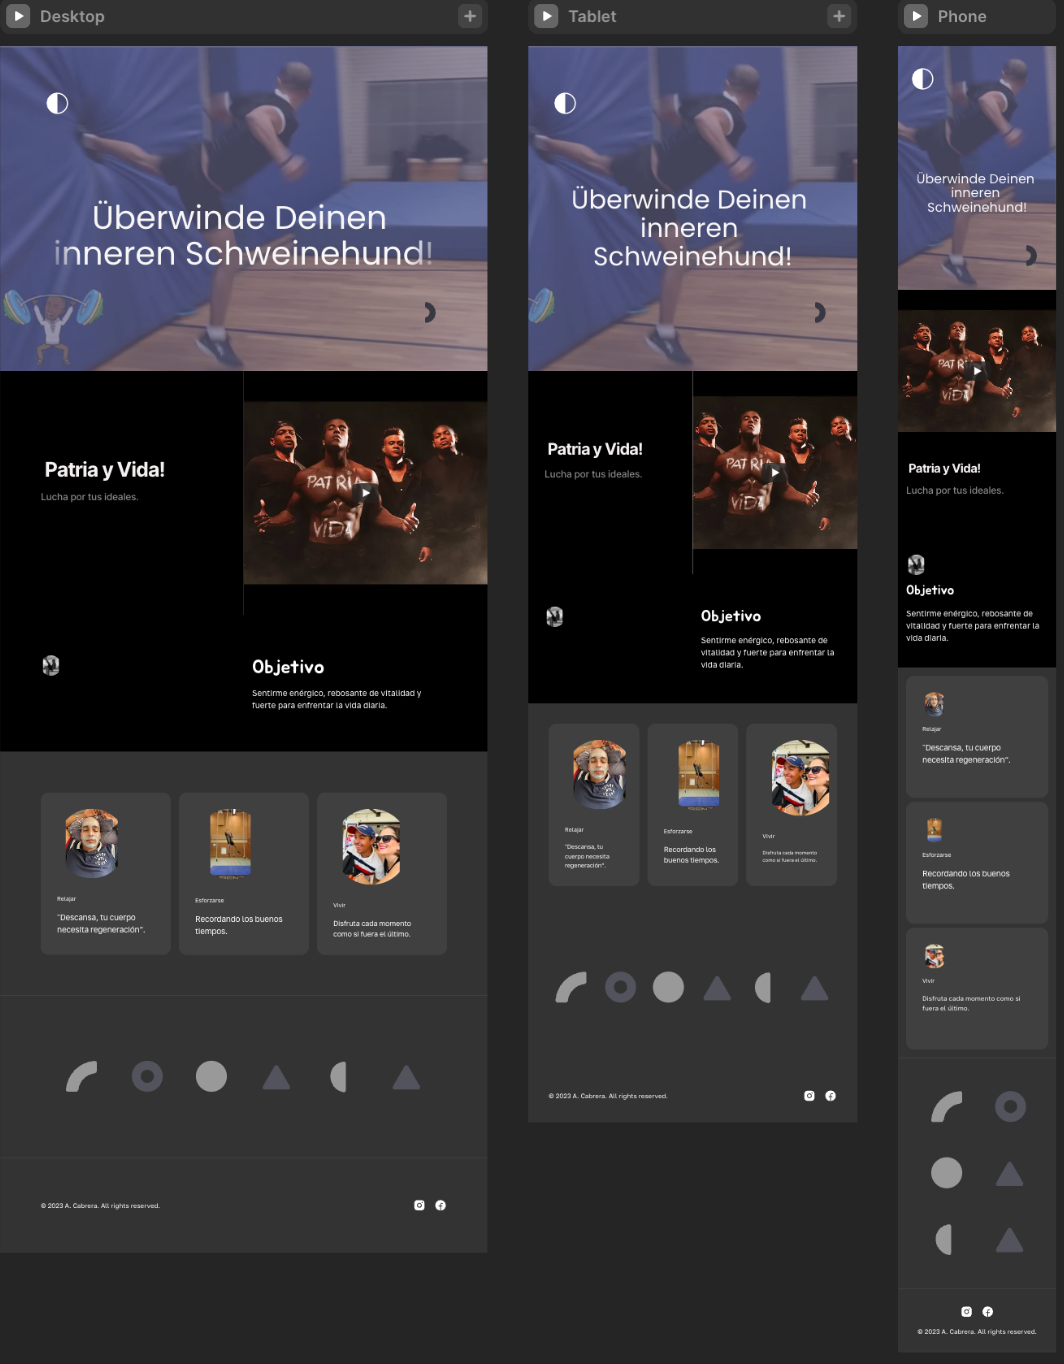 Desktop
Überwinde Deinen
inneren Schweinehund!
Patria y Vida!
Lucha por tus ideales.
PATRIA
VIDA
Objetivo
Sentirme enérgico, rebosante de vitalidad y
fuerte para enfrentar la vida diaria.
Relajar
"Descansa, tu cuerpo
necesita regeneración".
Esforzarse
Recordando los buenos
tiempos.
Vivir
Disfruta cada momento
como si fuera el último.
© 2023 A. Cabrera. All rights reserved.
Tablet
Überwinde Deinen
inneren
Schweinehund!
Patria y Vida!
Lucha por tus ideales.
PATRIA
VIDA
Objetivo
Sentirme enérgico, rebosante de
vitalidad y fuerte para enfrentar la
vida diaria.
Relajar
"Descansa, tu
cuerpo necesita
regeneración".
Esforzarse
Recordando los
buenos tiempos.
Vivir
Disfruta cada momento
como si fuera el último.
© 2023 A. Cabrera. All rights reserved.
Phone
Überwinde Deinen
inneren
Schweinehund!
PATRIA
VIDA
Patria y Vida!
Lucha por tus ideales.
Objetivo
Sentirme enérgico, rebosante de
vitalidad y fuerte para enfrentar la
vida diaria.
Relajar
"Descansa, tu cuerpo
necesita regeneración".
Esforzarse
Recordando los buenos
tiempos.
Vivir
Disfruta cada momento como si
fuera el último.
© 2023 A. Cabrera. All rights reserved.